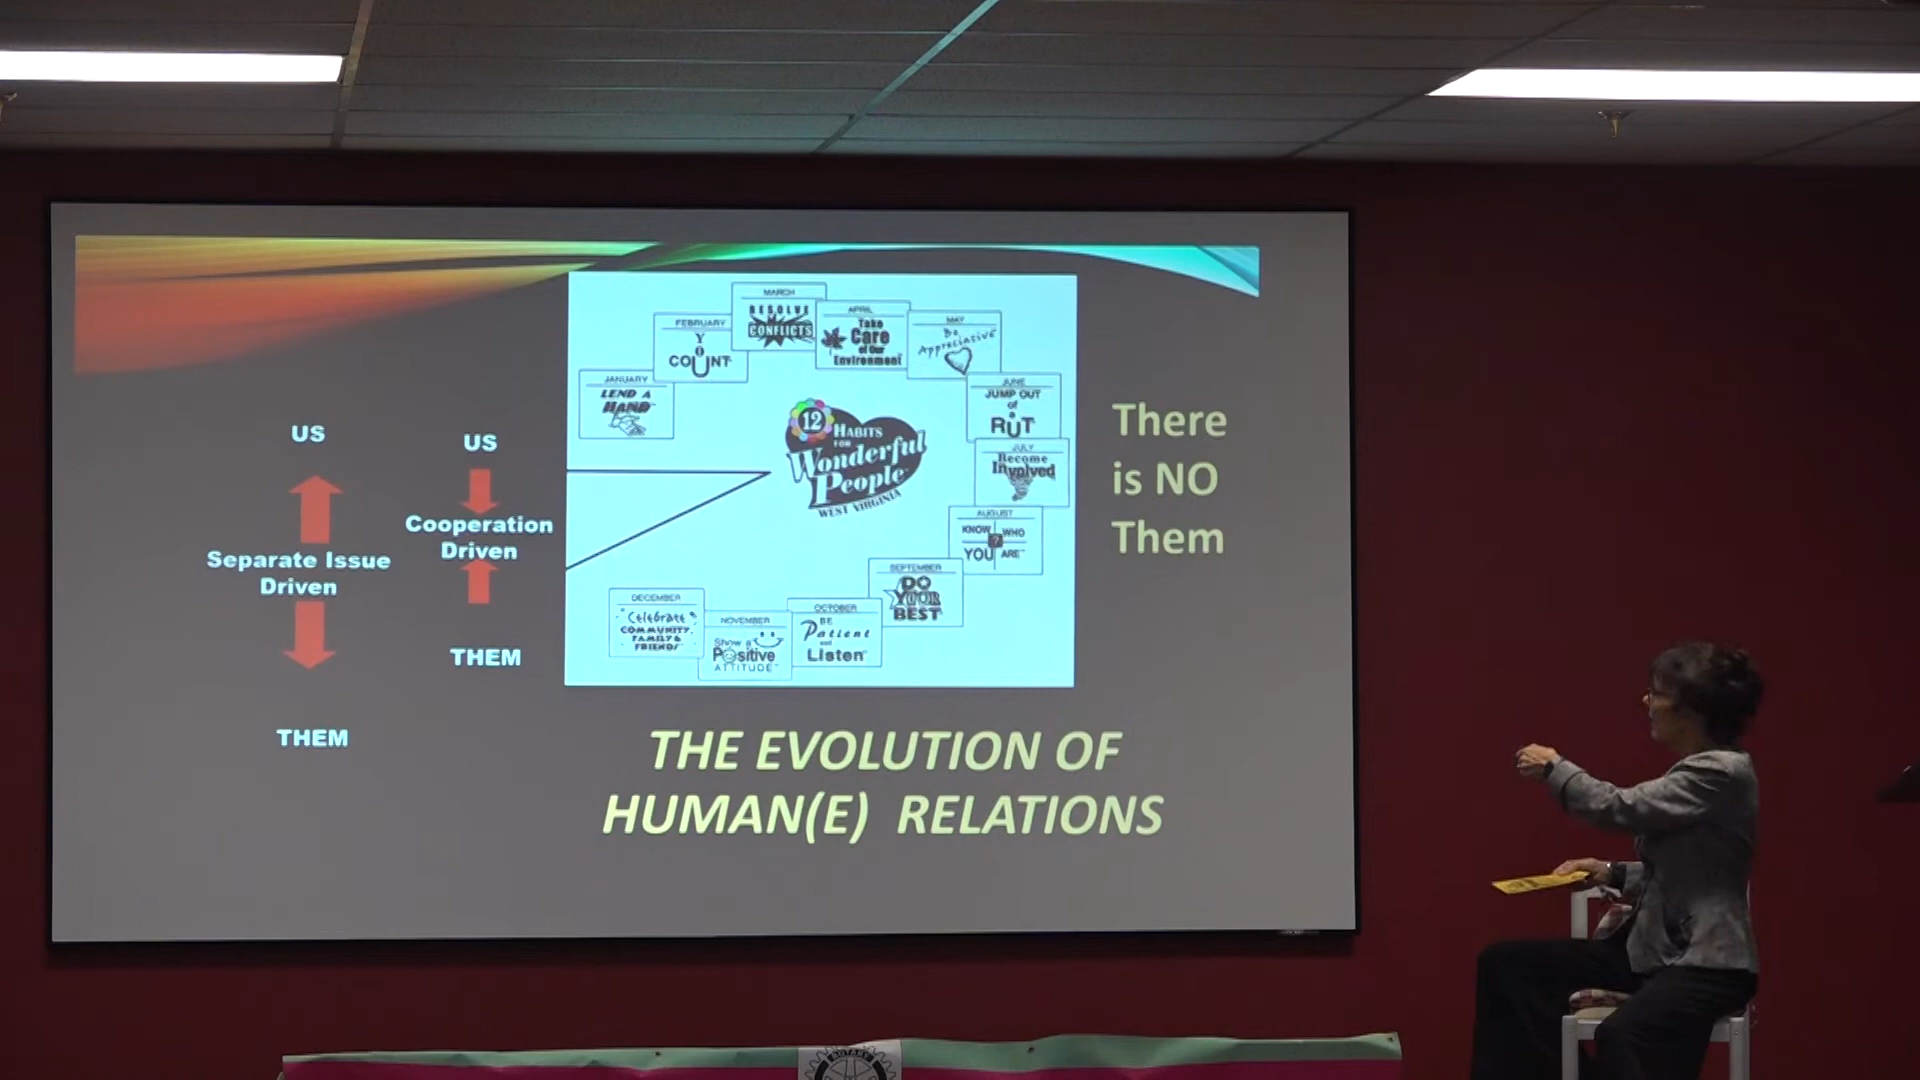 US
Separate Issue
Driven
THEM
US
Cooperation
Driven
THEM
JANUARY
LEND A
HAND
FEBRUARY
YOU
COUNT
MARCH
RESOLVE
CONFLICTS
APRIL
Take
Care
of Our
Environment
MAY
Be
Appreciative
JUNE
JUMP OUT
of
a
RUT
JULY
Become
Involved
AUGUST
KNOW WHO
YOU ARE
SEPTEMBER
DO
YOUR
BEST
OCTOBER
BE
Patient
and
Listen
NOVEMBER
Show a
Positive
ATTITUDE
DECEMBER
Celebrate
COMMUNITY,
FAMILY &
FRIENDS
12
HABITS
FOR
Wonderful
People
WEST VIRGINIA
There
is NO
Them
THE EVOLUTION OF
HUMAN(E) RELATIONS
ROTARY